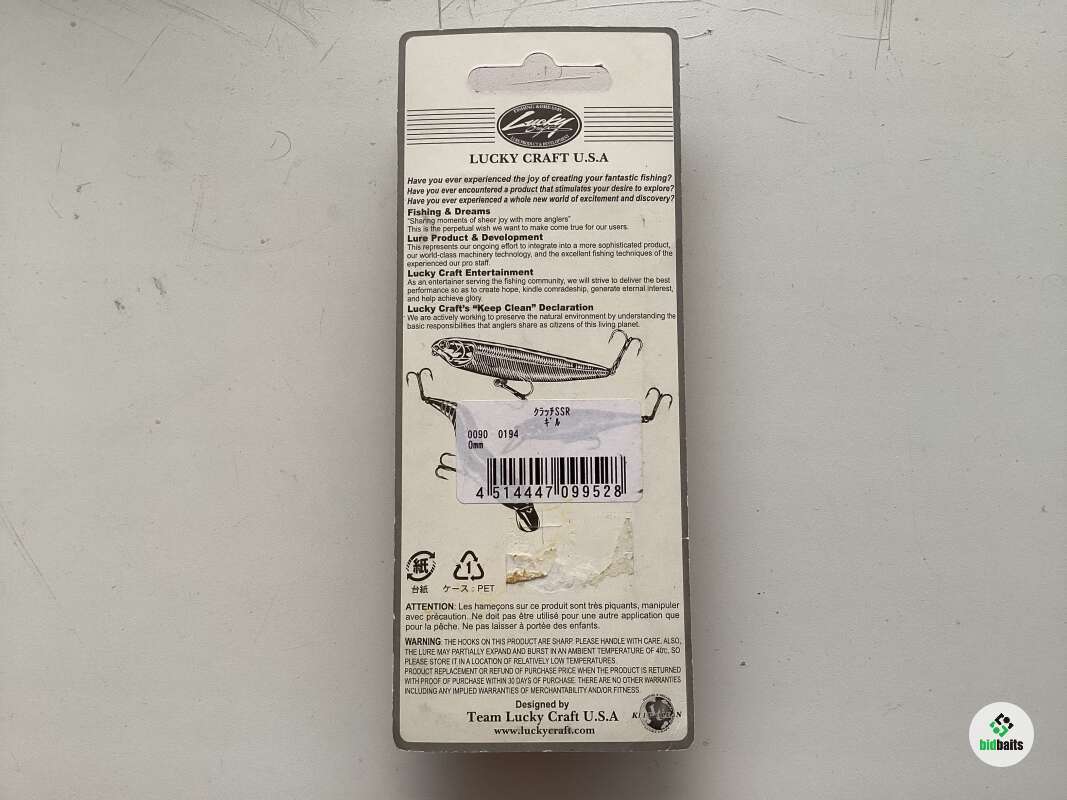 FISHING & DREAMS
Lucky
Craft
LURE PRODUCT & DEVELOPMENT
LUCKY CRAFT U.S.A
Have you ever experienced the joy of creating your fantastic fishing?
Have you ever encountered a product that stimulates your desire to explore?
Have you ever experienced a whole new world of excitement and discovery?
Fishing & Dreams
"Sharing moments of sheer joy with more anglers"
This is the perpetual wish we want to make come true for our users.
Lure Product & Development
This represents our ongoing effort to integrate into a more sophisticated product,
our world-class machinery technology, and the excellent fishing techniques of the
experienced our pro staff.
Lucky Craft Entertainment
As an entertainer serving the fishing community, we will strive to deliver the best
performance so as to create hope, kindle comradeship, generate eternal interest,
and help achieve glory
Lucky Craft's "Keep Clean" Declaration
We are actively working to preserve the natural environment by understanding the
basic responsibilities that anglers share as citizens of this living planet.
ｸﾗｯﾁSSR
ｷﾞﾙ
0090 0194
0mm
4 514447 099528
紙
1
台紙
ケース : PET
ATTENTION: Les hameçons sur ce produit sont très piquants, manipuler
avec précaution. Ne doit pas être utilisé pour une autre application que
pour la pêche. Ne pas laisser à portée des enfants.
WARNING: THE HOOKS ON THIS PRODUCT ARE SHARP. PLEASE HANDLE WITH CARE. ALSO,
THE LURE MAY PARTIALLY EXPAND AND BURST IN AN AMBIENT TEMPERATURE OF 40℃, SO
PLEASE STORE IT IN A LOCATION OF RELATIVELY LOW TEMPERATURES.
PRODUCT REPLACEMENT OR REFUND OF PURCHASE PRICE WHEN THE PRODUCT IS RETURNED
WITH PROOF OF PURCHASE WITHIN 30 DAYS OF PURCHASE. THERE ARE NO OTHER WARRANTIES
INCLUDING ANY IMPLIED WARRANTIES OF MERCHANTABILITY AND/OR FITNESS.
Designed by
Team Lucky Craft U.S.A
www.luckycraft.com
bidbaits